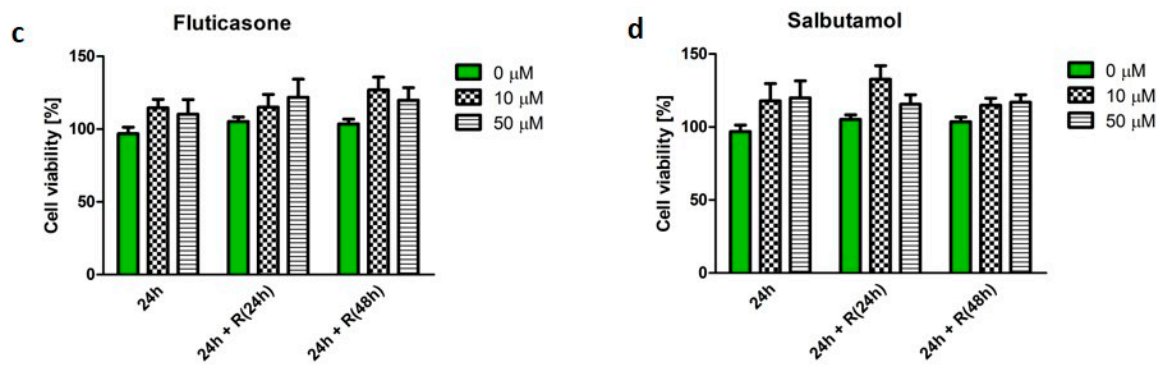 c
Fluticasone
Cell viability [%]
150
100
50
0
24h
24h + R(24h)
24h + R(48h)
0 μM
10 μM
50 μM
d
Salbutamol
Cell viability [%]
150
100
50
0
24h
24h + R(24h)
24h + R(48h)
0 μM
10 μM
50 μM